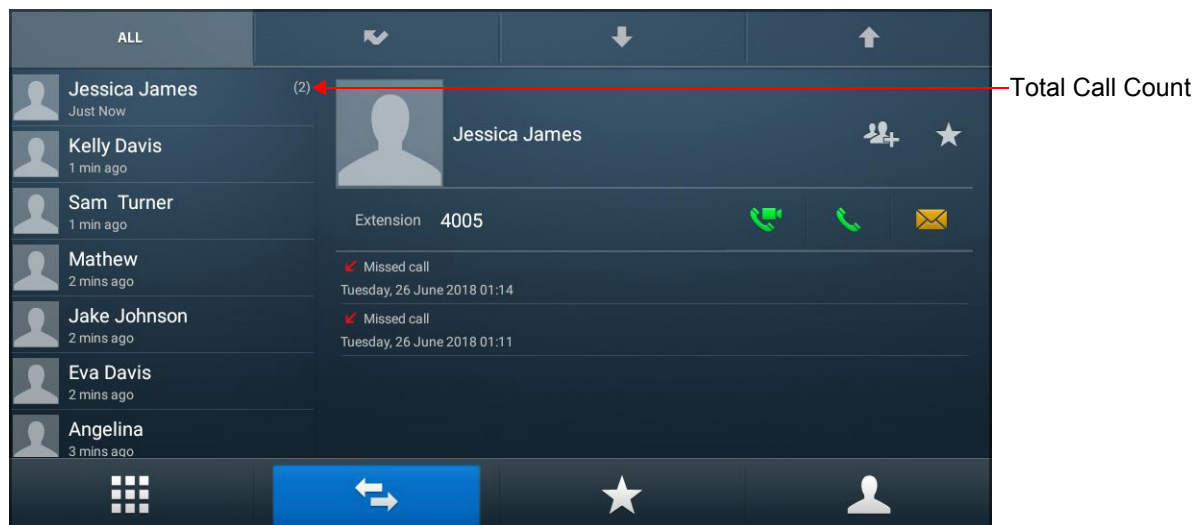 ALL
Jessica James
(2)
Just Now
Kelly Davis
1 min ago
Sam Turner
1 min ago
Mathew
2 mins ago
Jake Johnson
2 mins ago
Eva Davis
2 mins ago
Angelina
3 mins ago
Jessica James
Extension 4005
Missed call
Tuesday, 26 June 2018 01:14
Missed call
Tuesday, 26 June 2018 01:11
Total Call Count